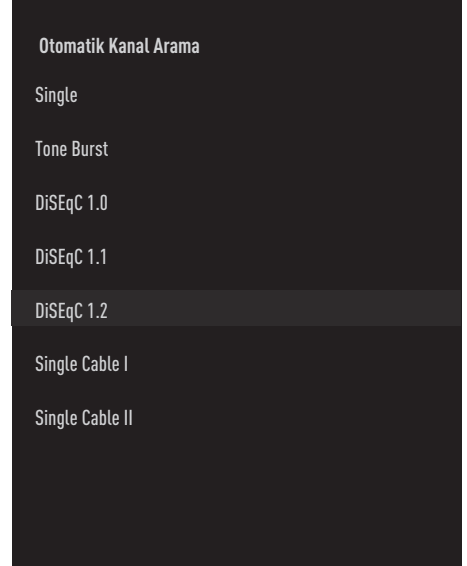 Otomatik Kanal Arama
Single
Tone Burst
DiSEqC 1.0
DiSEqC 1.1
DiSEqC 1.2
Single Cable I
Single Cable II